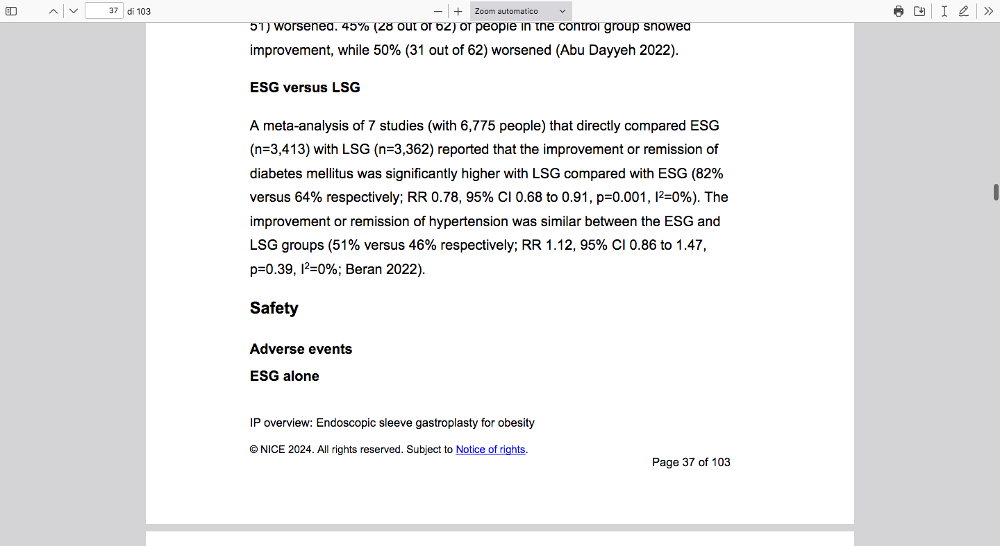 37 di 103
Zoom automatico
51) worsened. 45% (28 out of 62) of people in the control group showed
improvement, while 50% (31 out of 62) worsened (Abu Dayyeh 2022).
ESG versus LSG
A meta-analysis of 7 studies (with 6,775 people) that directly compared ESG
(n=3,413) with LSG (n=3,362) reported that the improvement or remission of
diabetes mellitus was significantly higher with LSG compared with ESG (82%
versus 64% respectively; RR 0.78, 95% CI 0.68 to 0.91, p=0.001, I²=0%). The
improvement or remission of hypertension was similar between the ESG and
LSG groups (51% versus 46% respectively; RR 1.12, 95% CI 0.86 to 1.47,
p=0.39, I²=0%; Beran 2022).
Safety
Adverse events
ESG alone
IP overview: Endoscopic sleeve gastroplasty for obesity
© NICE 2024. All rights reserved. Subject to Notice of rights.
Page 37 of 103